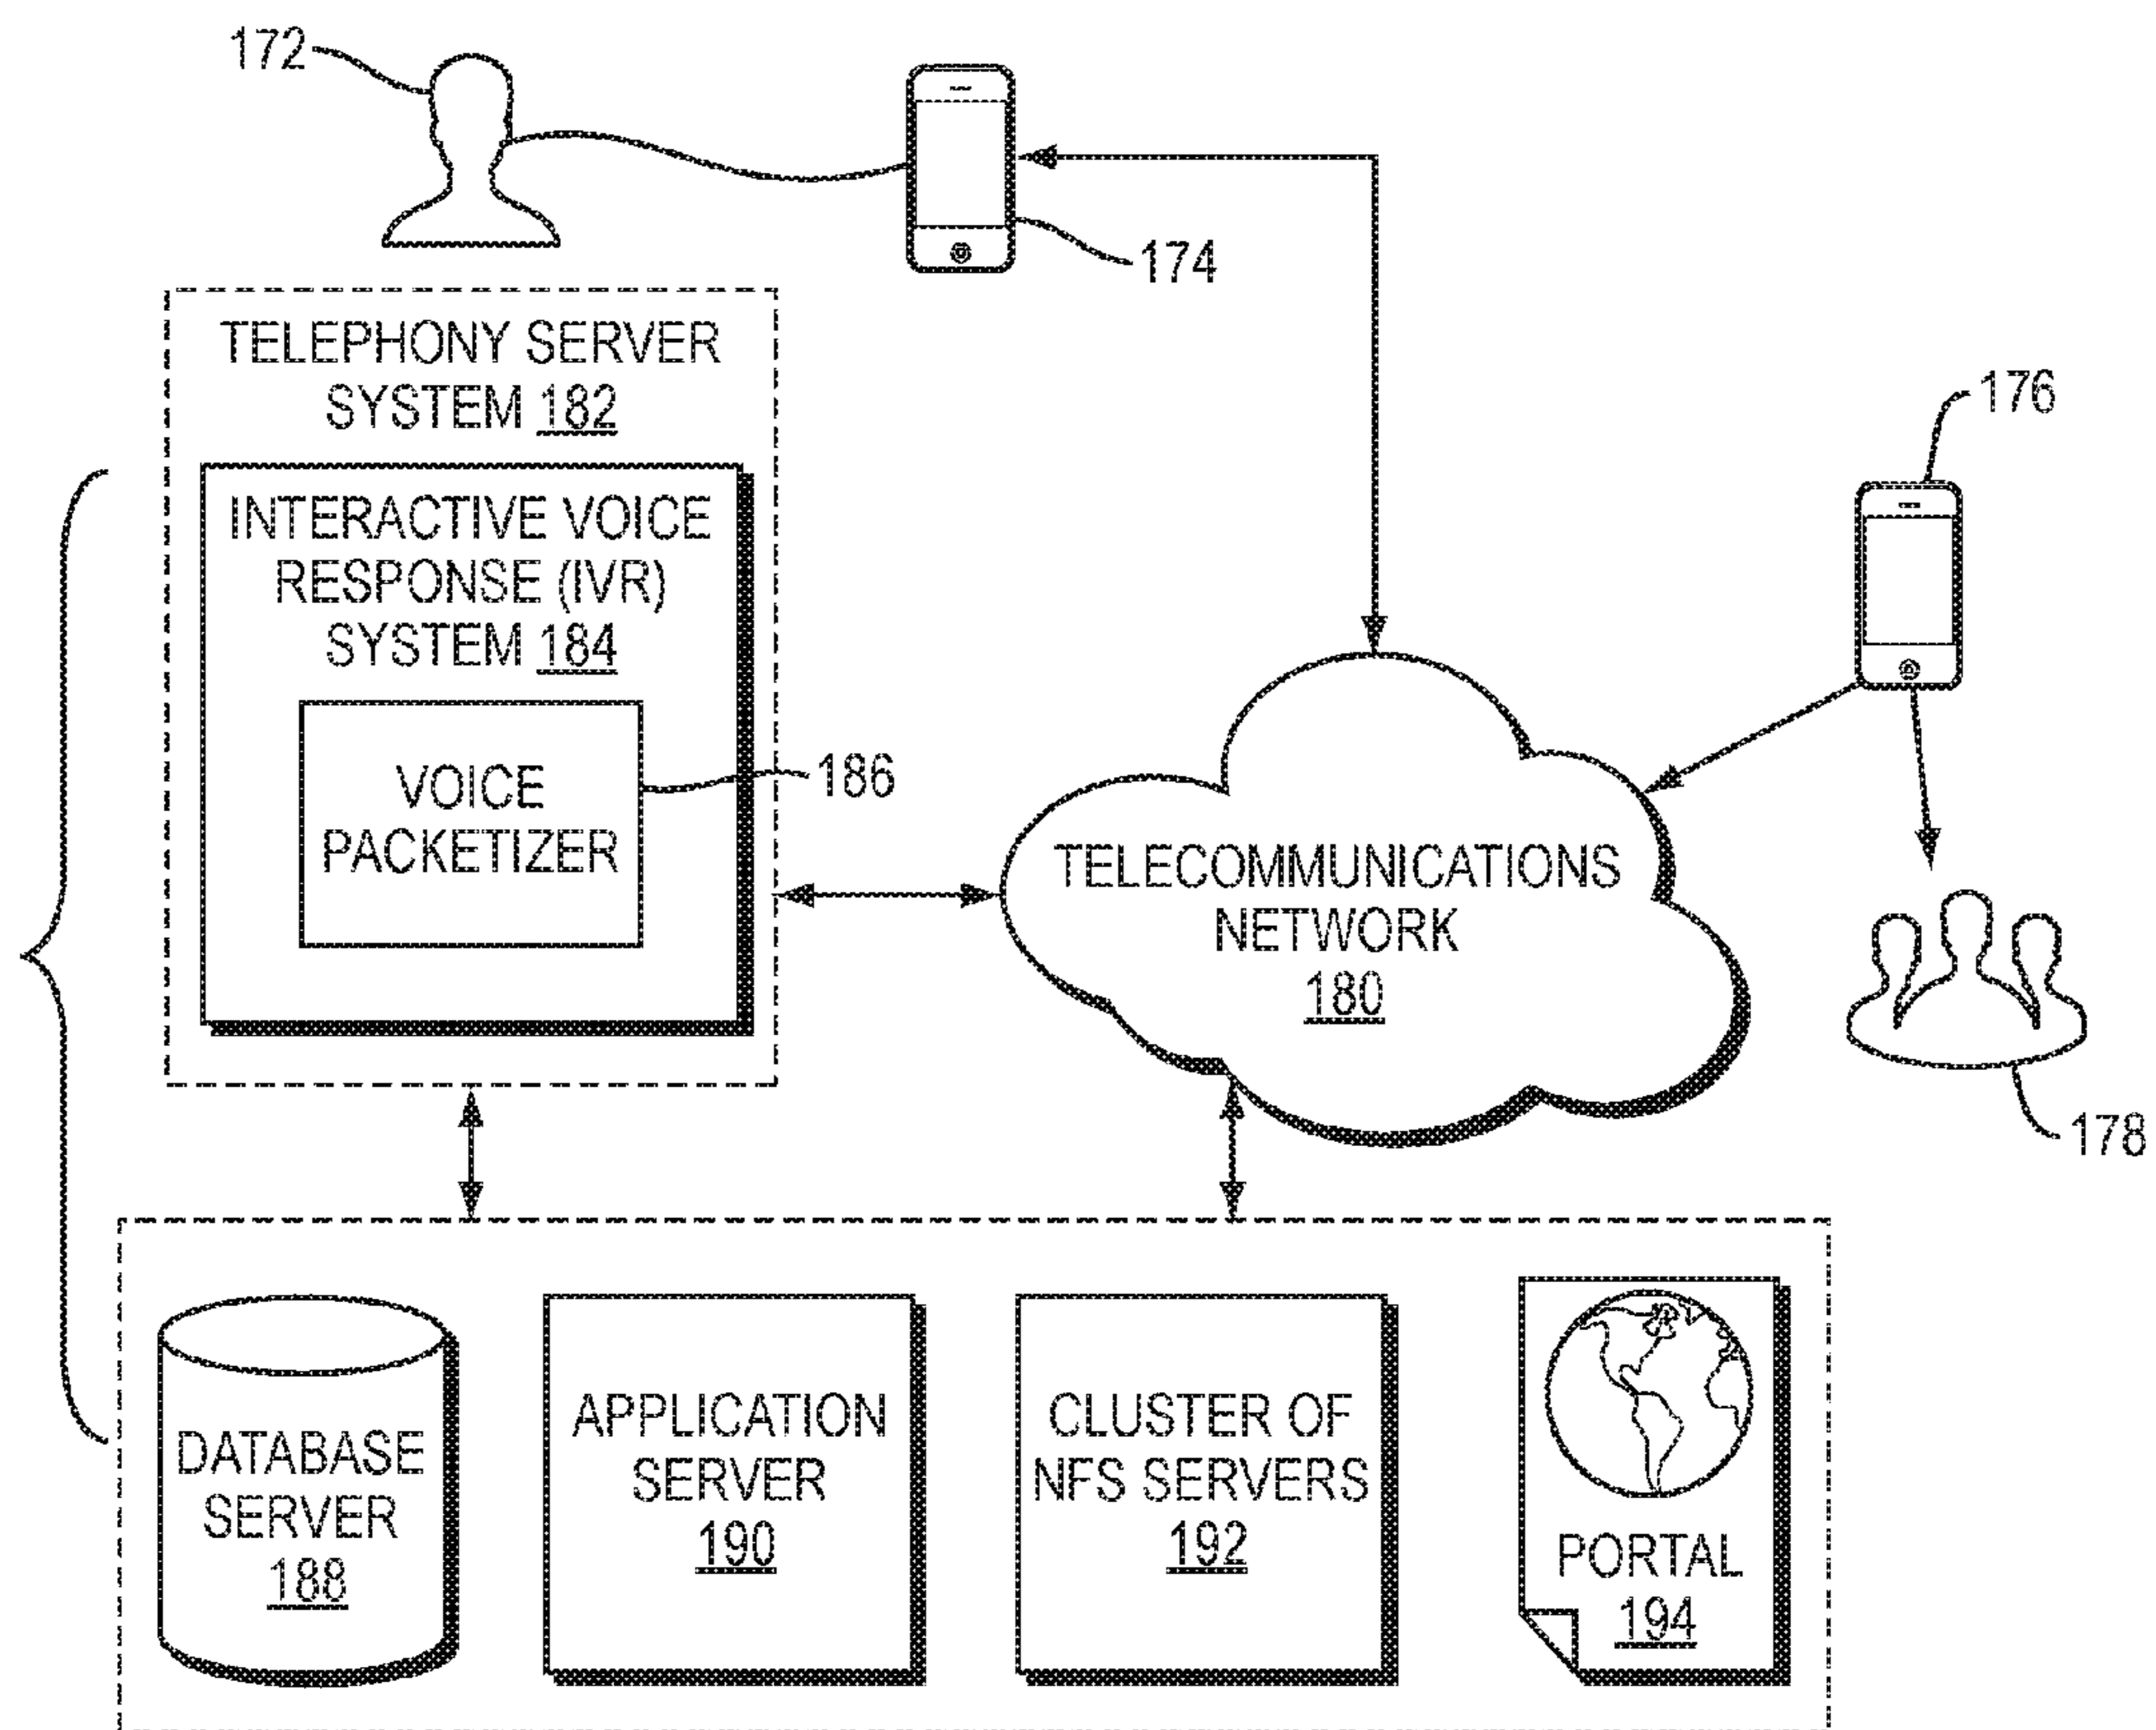 172
174
TELEPHONY SERVER
SYSTEM 182
176
INTERACTIVE VOICE
RESPONSE (IVR)
SYSTEM 184
VOICE
PACKETIZER
186
TELECOMMUNICATIONS
NETWORK
180
178
DATABASE
SERVER
188
APPLICATION
SERVER
190
CLUSTER OF
NFS SERVERS
192
PORTAL
194